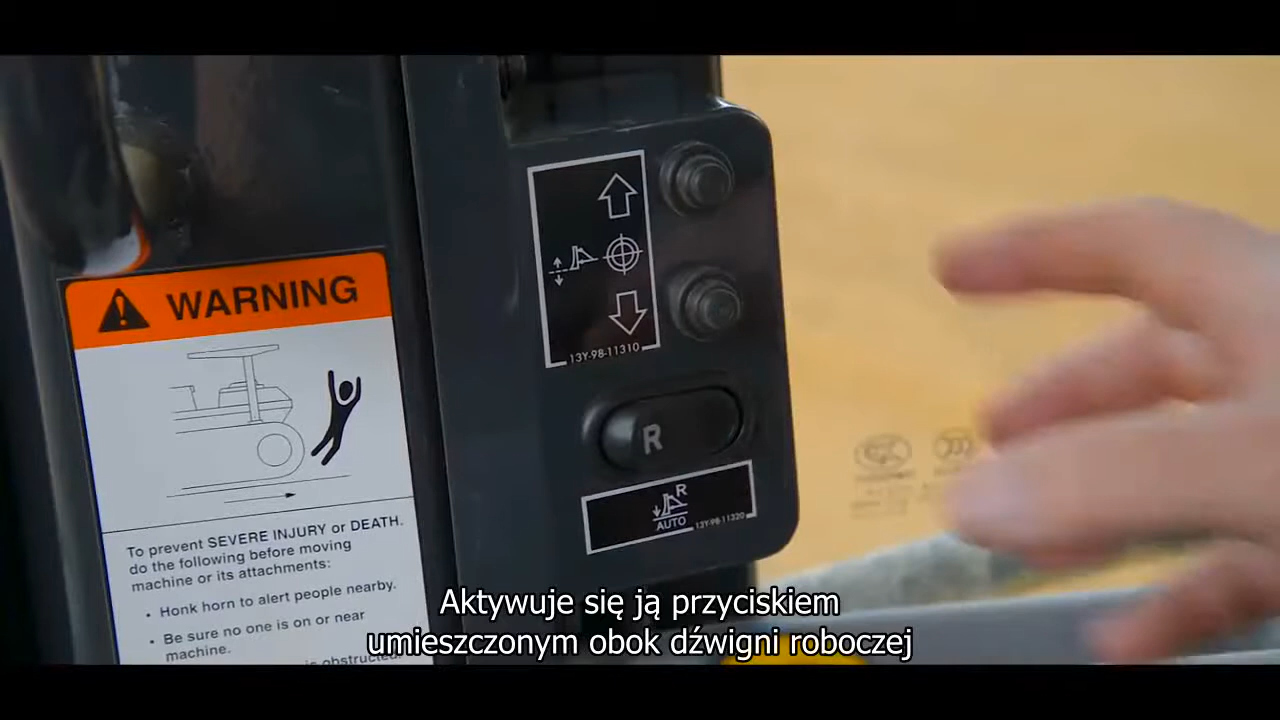 WARNING
To prevent SEVERE INJURY or DEATH.
do the following before moving
machine or its attachments:
• Honk horn to alert people nearby.
• Be sure no one is on or near
machine.
is obstructed.
13Y-98-11310
R
R
AUTO
13Y-98-11320
Aktywuje się ją przyciskiem
umieszczonym obok dźwigni roboczej